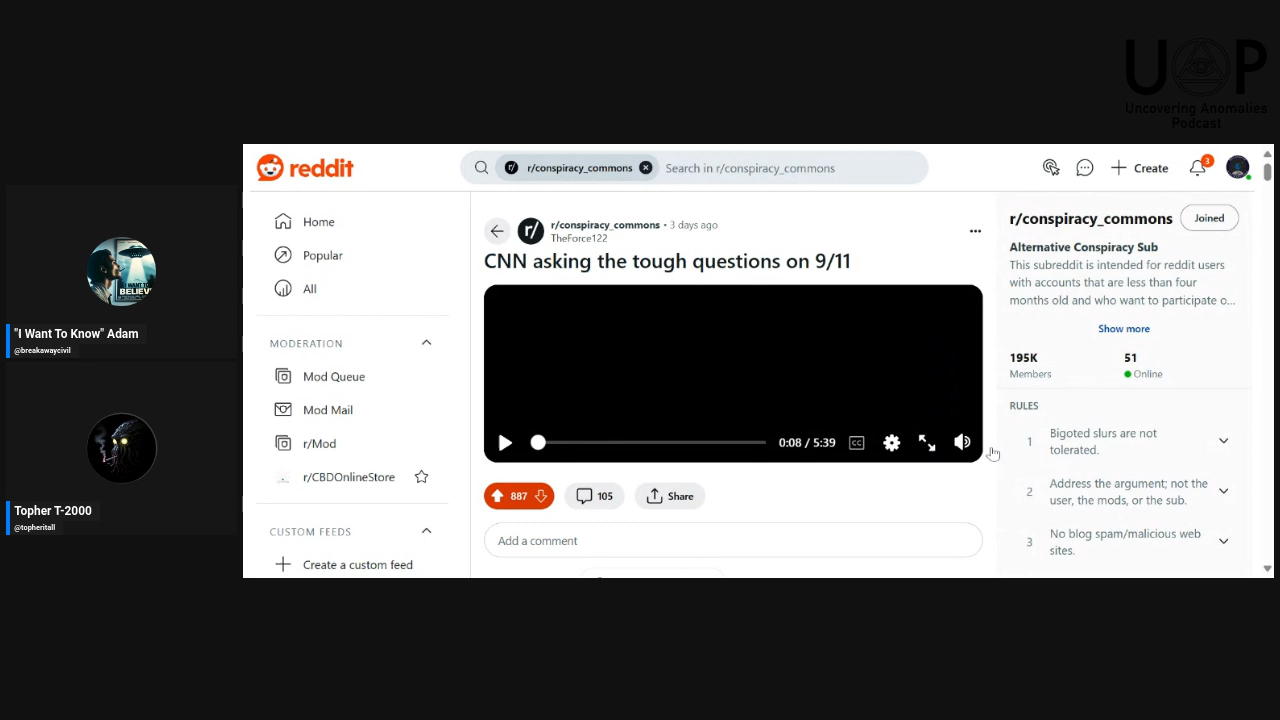 UAP
Uncovering Anomalies
Podcast
reddit
r/conspiracy_commons
Search in r/conspiracy_commons
Create
3
Home
Popular
All
MODERATION
Mod Queue
Mod Mail
r/Mod
r/CBDOnlineStore
CUSTOM FEEDS
Create a custom feed
r/conspiracy_commons • 3 days ago
TheForce122
CNN asking the tough questions on 9/11
0:08 / 5:39
CC
887
105
Share
Add a comment
r/conspiracy_commons
Joined
Alternative Conspiracy Sub
This subreddit is intended for reddit users
with accounts that are less than four
months old and who want to participate o...
Show more
195K
51
Members
Online
RULES
1
Bigoted slurs are not
tolerated.
2
Address the argument; not the
user, the mods, or the sub.
3
No blog spam/malicious web
sites.
"I Want To Know" Adam
@breakawaycivil
Topher T-2000
@topheritall